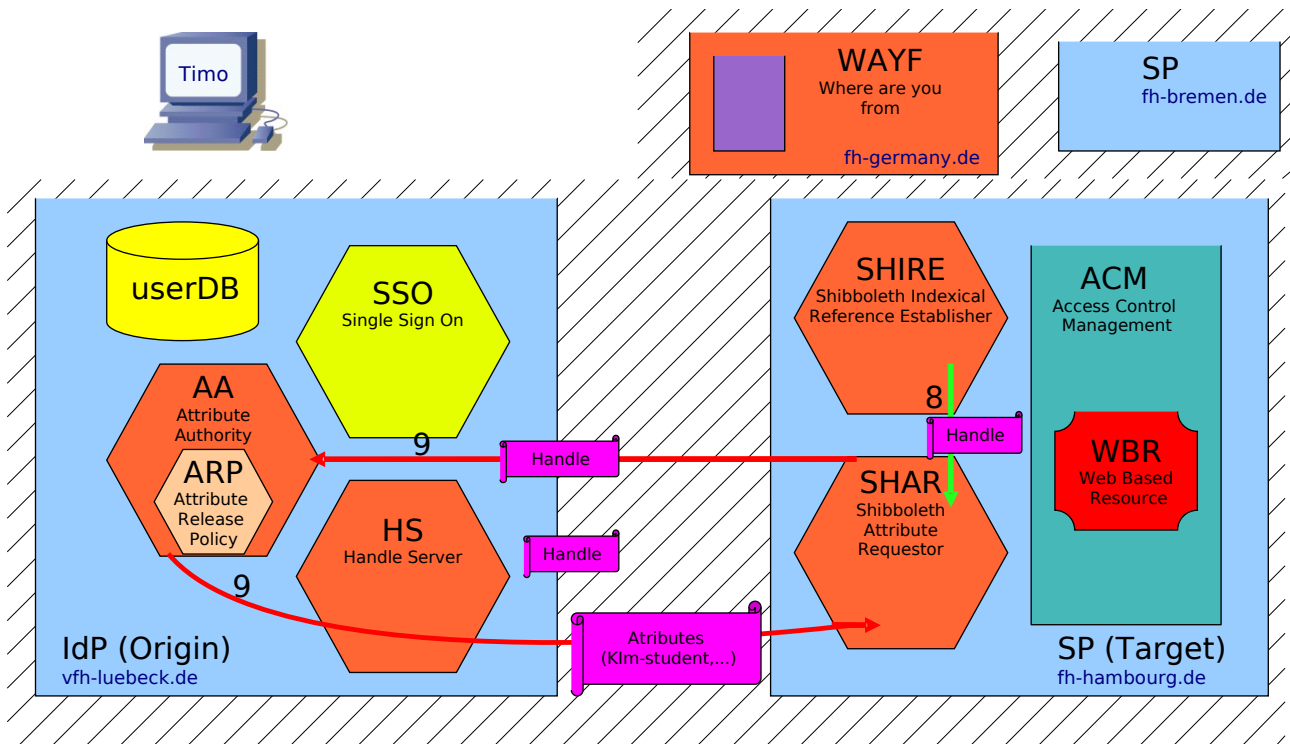 Timo
WAYF
Where are you
from
fh-germany.de
SP
fh-bremen.de
userDB
SSO
Single Sign On
AA
Attribute
Authority
ARP
Attribute
Release
Policy
9
Handle
HS
Handle Server
Handle
9
Atributes
(KIm-student,...)
IdP (Origin)
vfh-luebeck.de
SHIRE
Shibboleth Indexical
Reference Establisher
8
Handle
SHAR
Shibboleth
Attribute
Requestor
ACM
Access Control
Management
WBR
Web Based
Resource
SP (Target)
fh-hambourg.de